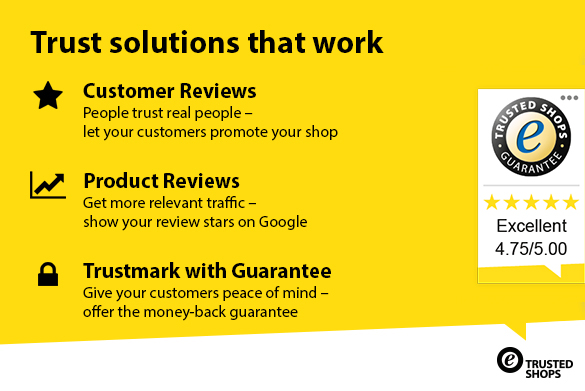 Trust solutions that work
Customer Reviews
People trust real people –
let your customers promote your shop
Product Reviews
Get more relevant traffic –
show your review stars on Google
Trustmark with Guarantee
Give your customers peace of mind –
offer the money-back guarantee
TRUSTED SHOPS
e
GUARANTEE
Excellent
4.75/5.00
e
TRUSTED
SHOPS